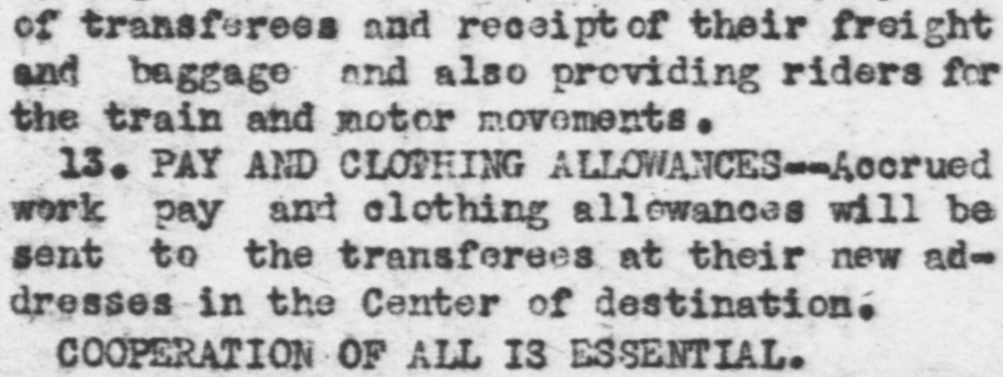 of transferees and receipt of their freight
and baggage and also providing riders for
the train and motor movements.
13. PAY AND CLOTHING ALLOWANCES--Accrued
work pay and clothing allowances will be
sent to the transferees at their new ad-
dresses in the Center of destination.
COOPERATION OF ALL IS ESSENTIAL.